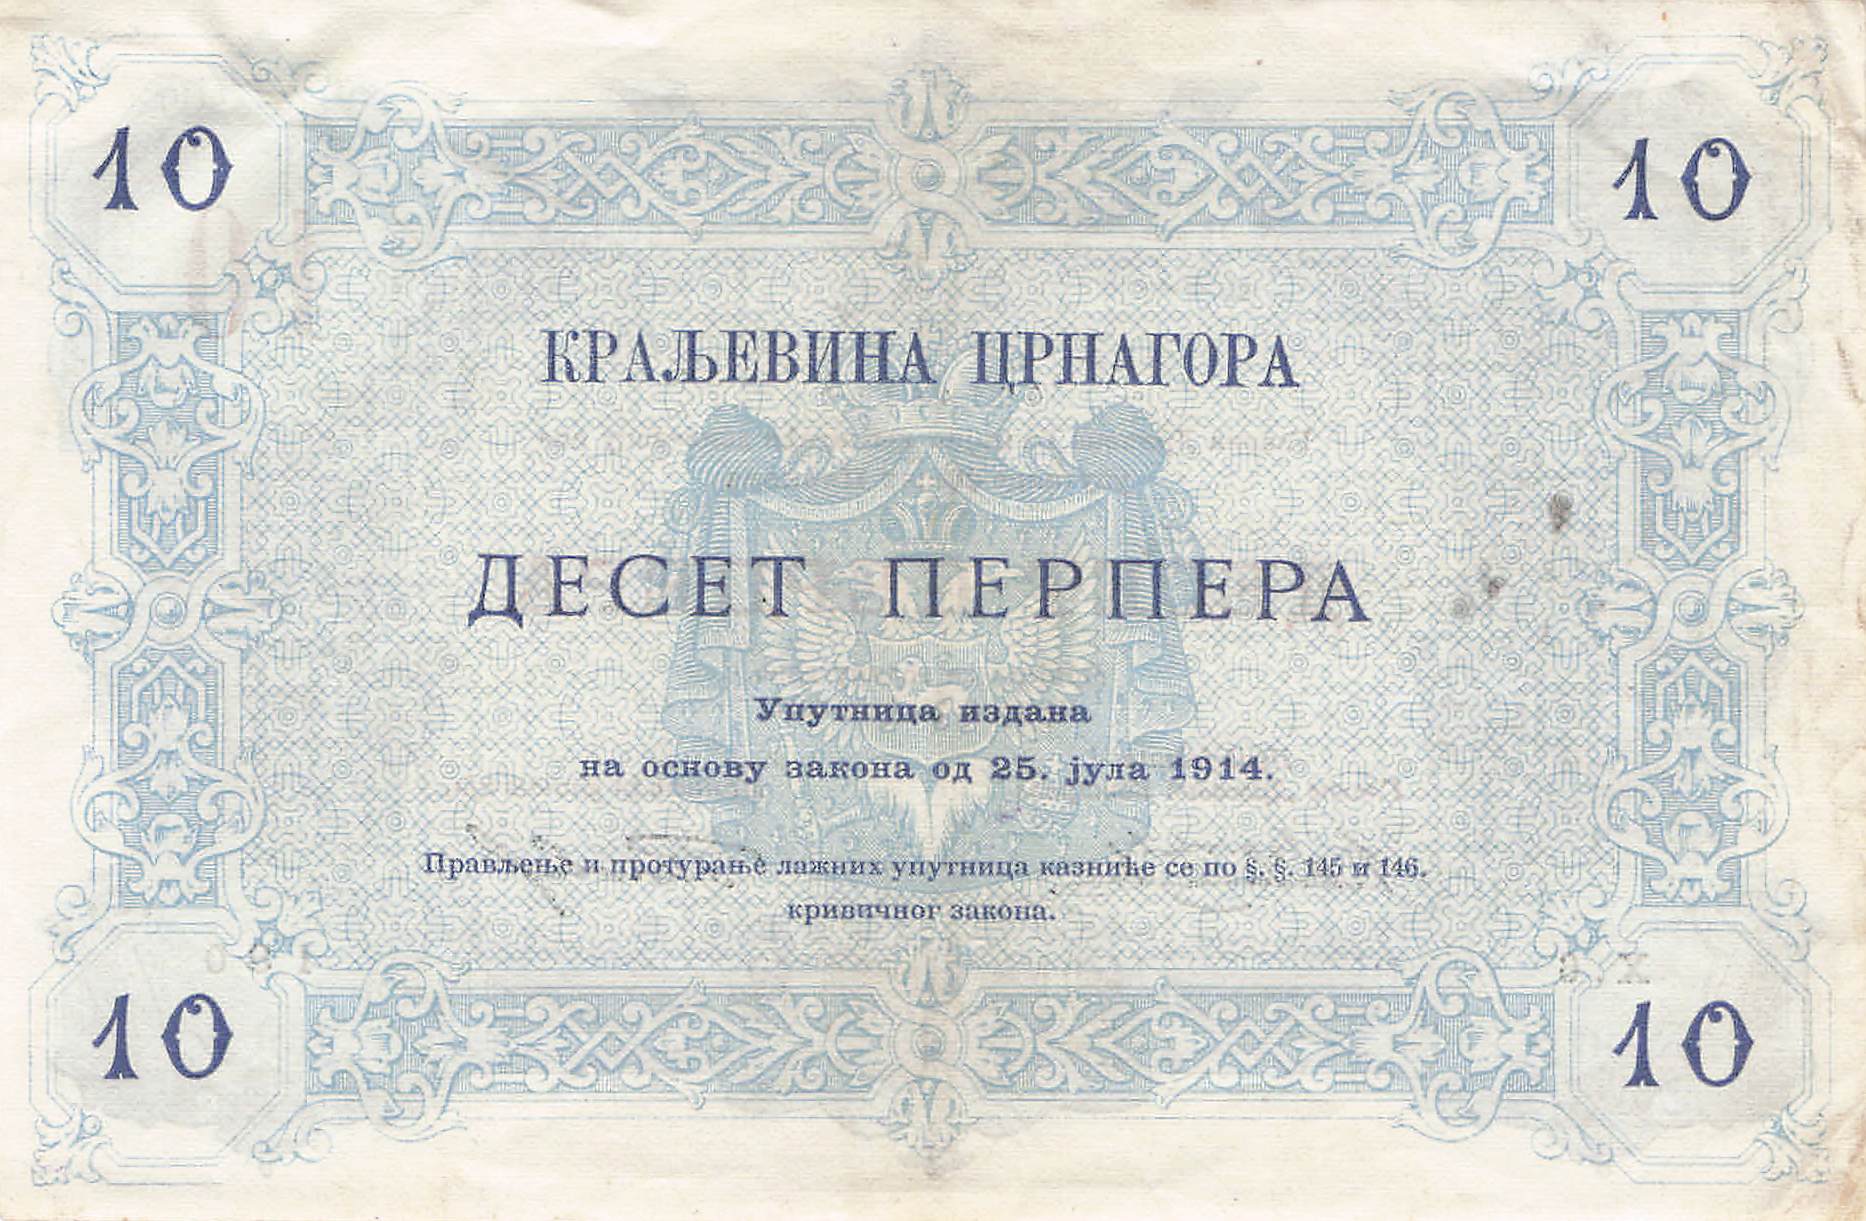 10 10
КРАЉЕВИНА ЦРНАГОРА
ДЕСЕТ ПЕРПЕРА
Упутница издана
на основу закона од 25. јула 1914.
Прављење и протурање лажних упутница казниће се по §. §. 145 и 146.
кривичног закона.
10 10